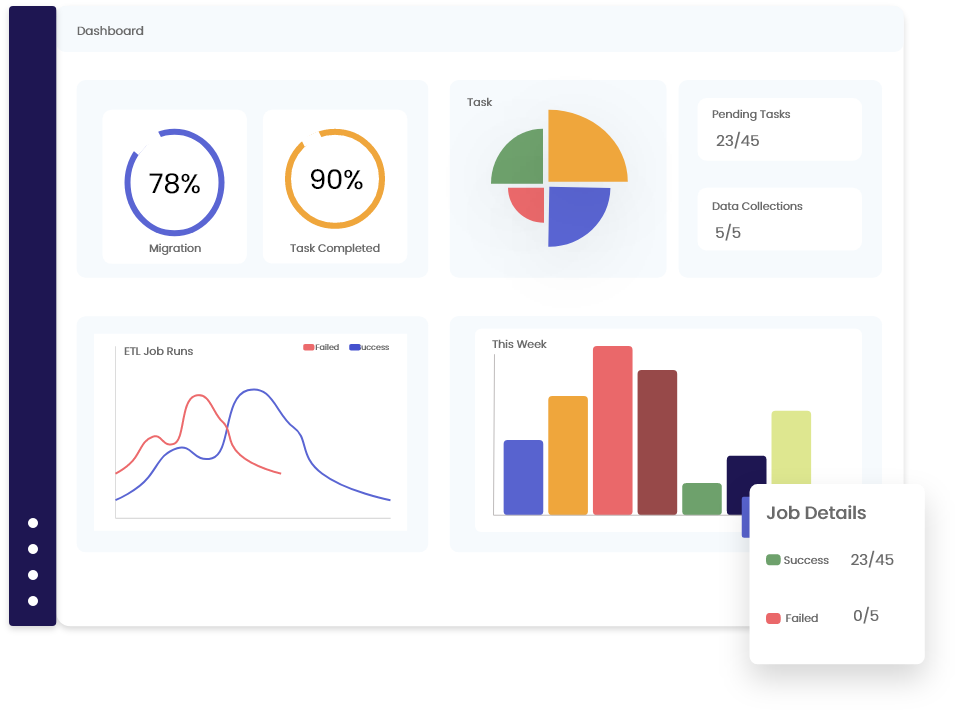 Dashboard
78%
Migration
90%
Task Completed
Task
Pending Tasks
23/45
Data Collections
5/5
ETL Job Runs
Failed
uccess
This Week
Job Details
Success 23/45
Failed 0/5